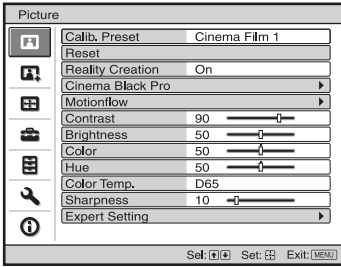 Picture
Calib. Preset Cinema Film 1
Reset
Reality Creation On
Cinema Black Pro
Motionflow
Contrast 90
Brightness 50
Color 50
Hue 50
Color Temp. D65
Sharpness 10
Expert Setting
Sel: Set: Exit: MENU